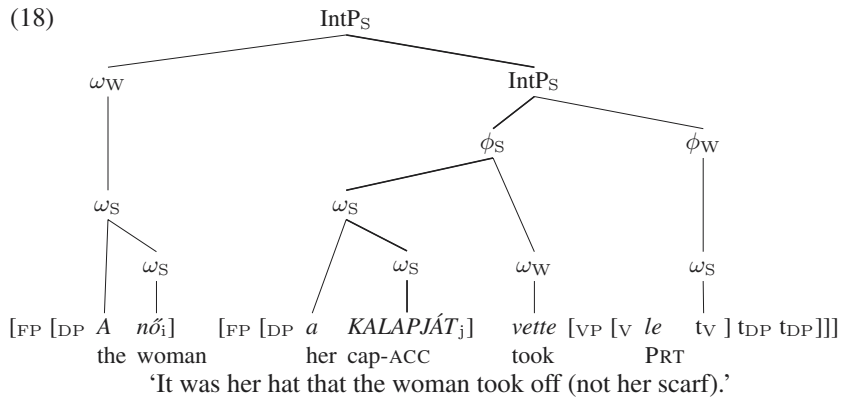 (18) IntPS
ωW IntPS
ϕS ϕW
ωS ωS
ωS ωS ωW ωS
[FP [DP A nőᵢ] [FP [DP a KALAPJÁTⱼ] vette [VP [V le tV ] tDP tDP]]]
the woman her cap-ACC took PRT
‘It was her hat that the woman took off (not her scarf).’